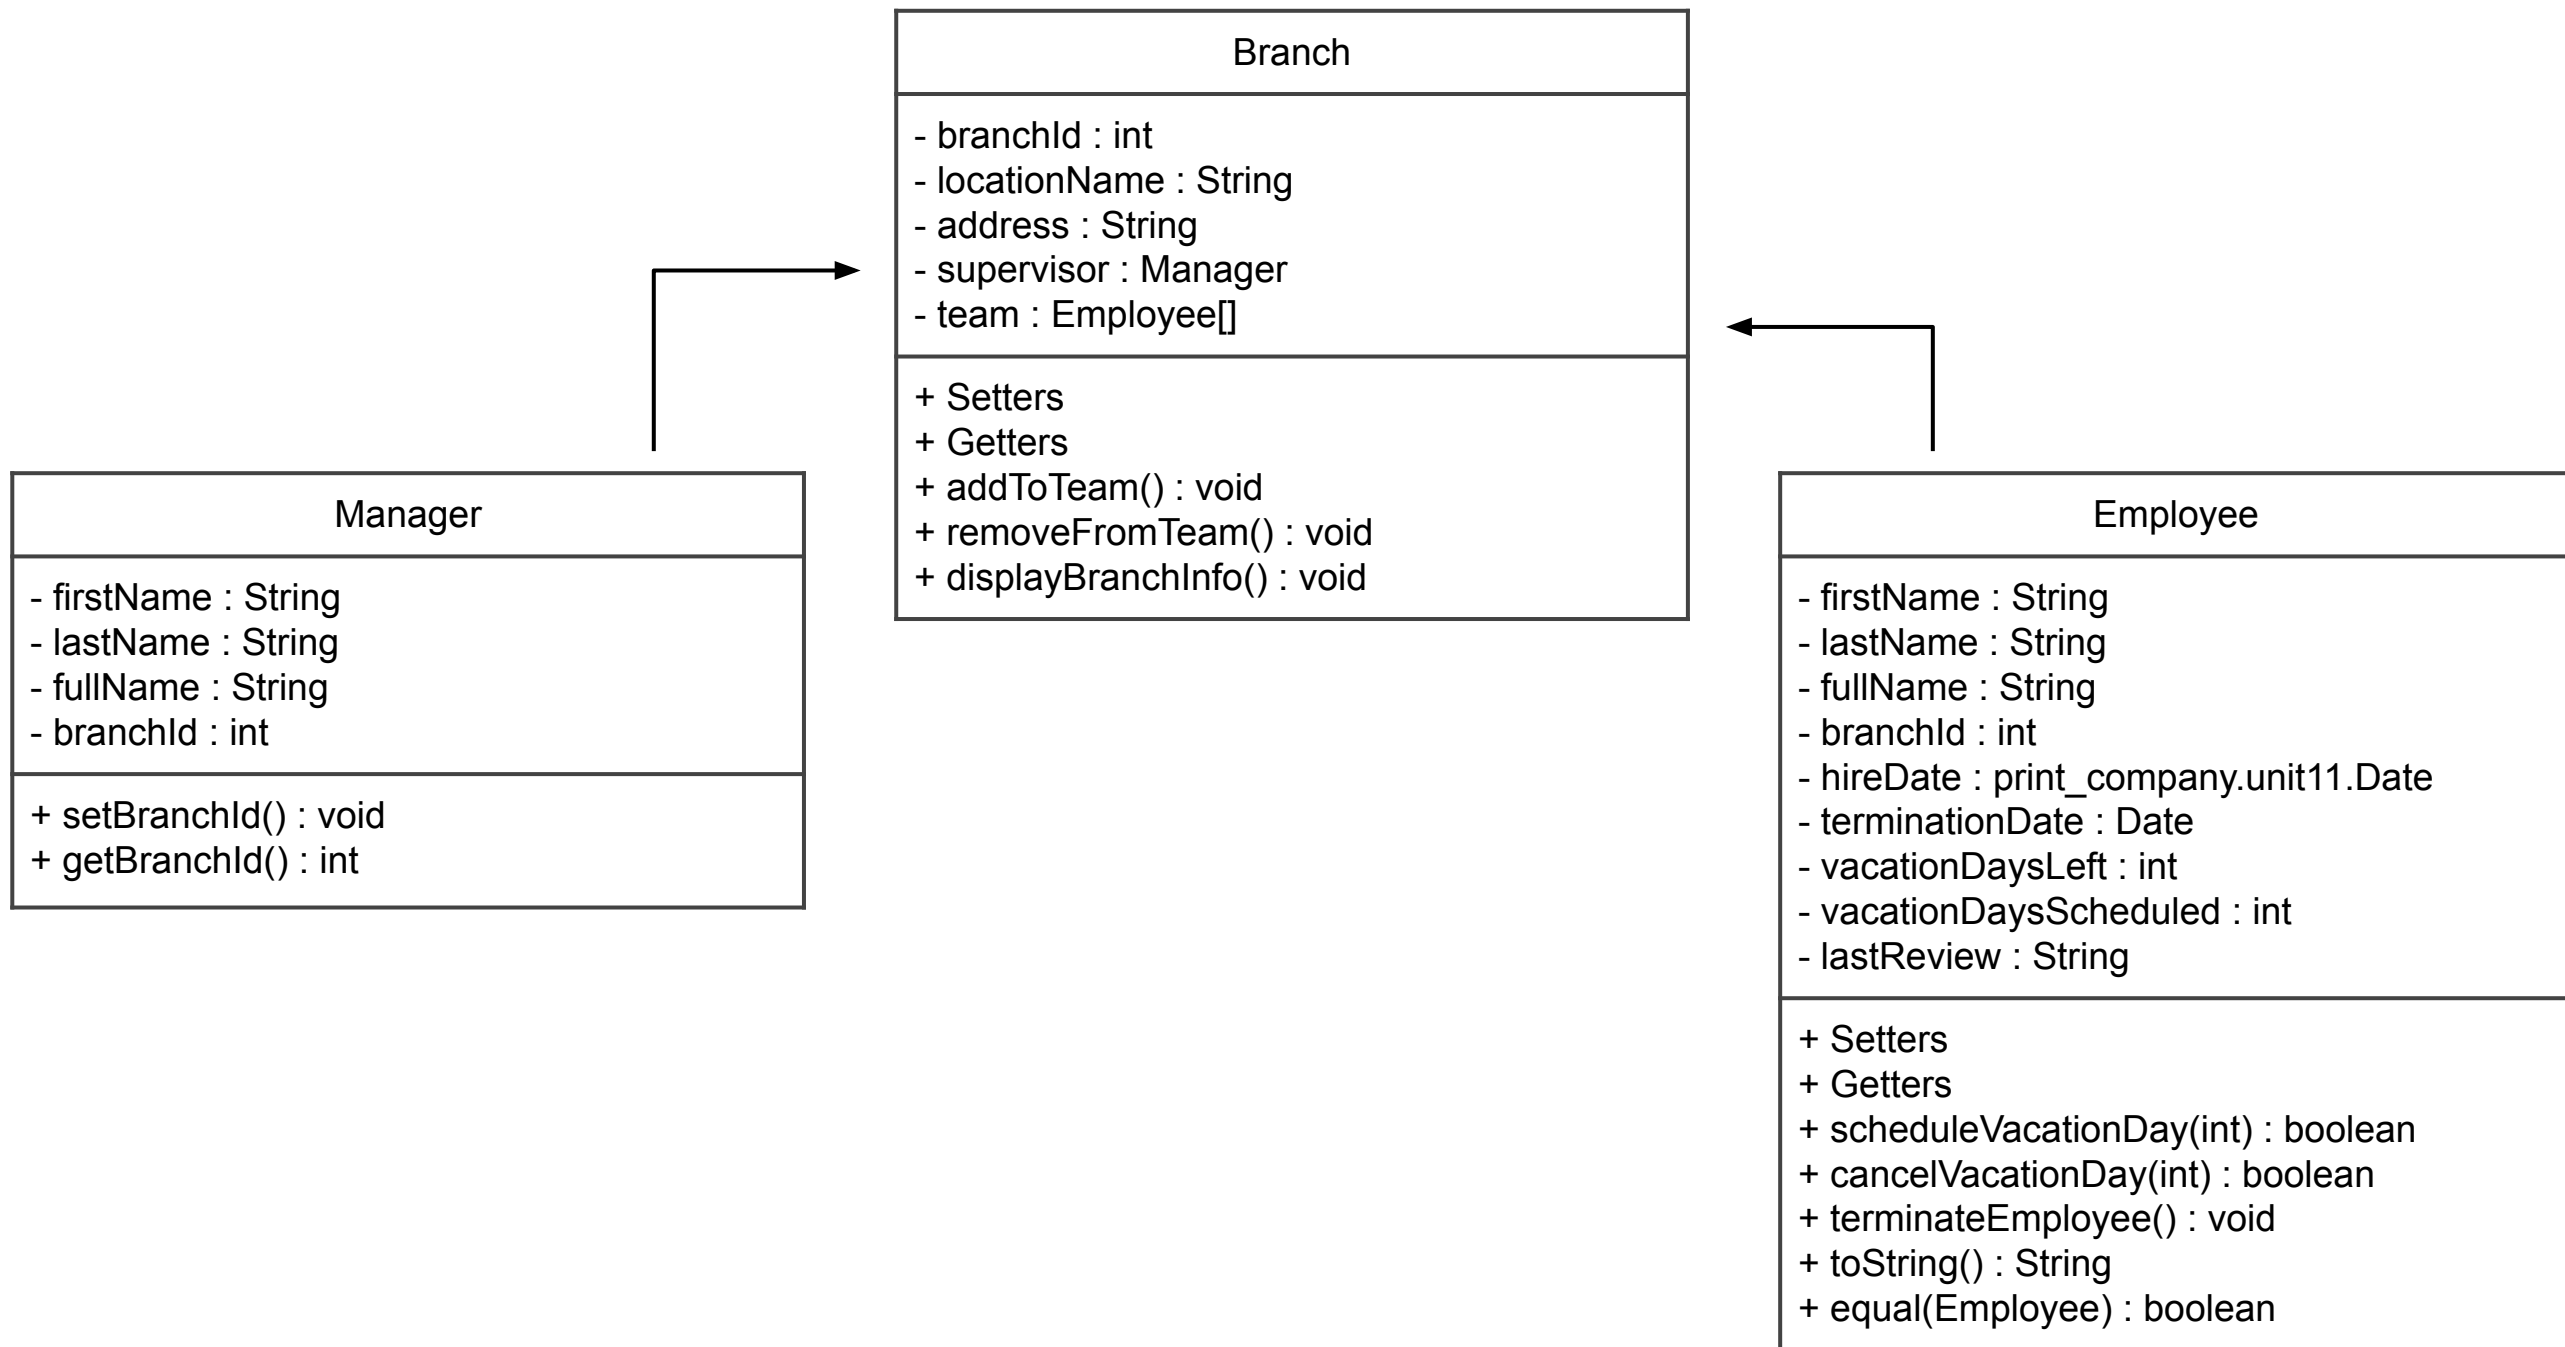 Branch
- branchId : int
- locationName : String
- address : String
- supervisor : Manager
- team : Employee[]
+ Setters
+ Getters
+ addToTeam() : void
+ removeFromTeam() : void
+ displayBranchInfo() : void
Manager
- firstName : String
- lastName : String
- fullName : String
- branchId : int
+ setBranchId() : void
+ getBranchId() : int
Employee
- firstName : String
- lastName : String
- fullName : String
- branchId : int
- hireDate : print_company.unit11.Date
- terminationDate : Date
- vacationDaysLeft : int
- vacationDaysScheduled : int
- lastReview : String
+ Setters
+ Getters
+ scheduleVacationDay(int) : boolean
+ cancelVacationDay(int) : boolean
+ terminateEmployee() : void
+ toString() : String
+ equal(Employee) : boolean